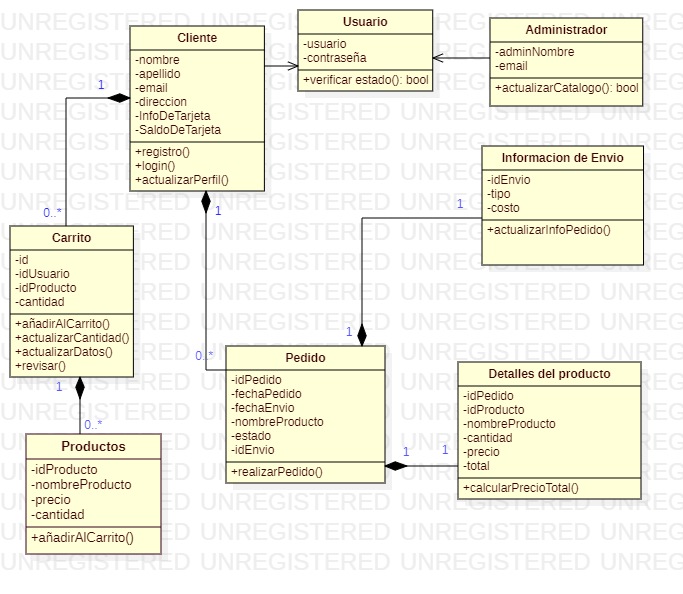 Cliente
-nombre
-apellido
-email
-direccion
-InfoDeTarjeta
-SaldoDeTarjeta
+registro()
+login()
+actualizarPerfil()
Usuario
-usuario
-contraseña
+verificar estado(): bool
Administrador
-adminNombre
-email
+actualizarCatalogo(): bool
1
0..*
1
0..*
Informacion de Envio
-idEnvio
-tipo
-costo
+actualizarInfoPedido()
1
1
Carrito
-id
-idUsuario
-idProducto
-cantidad
+añadirAlCarrito()
+actualizarCantidad()
+actualizarDatos()
+revisar()
1
0..*
Pedido
-idPedido
-fechaPedido
-fechaEnvio
-nombreProducto
-estado
-idEnvio
+realizarPedido()
1
1
Detalles del producto
-idPedido
-idProducto
-nombreProducto
-cantidad
-precio
-total
+calcularPrecioTotal()
Productos
-idProducto
-nombreProducto
-precio
-cantidad
+añadirAlCarrito()
UNREGISTERED